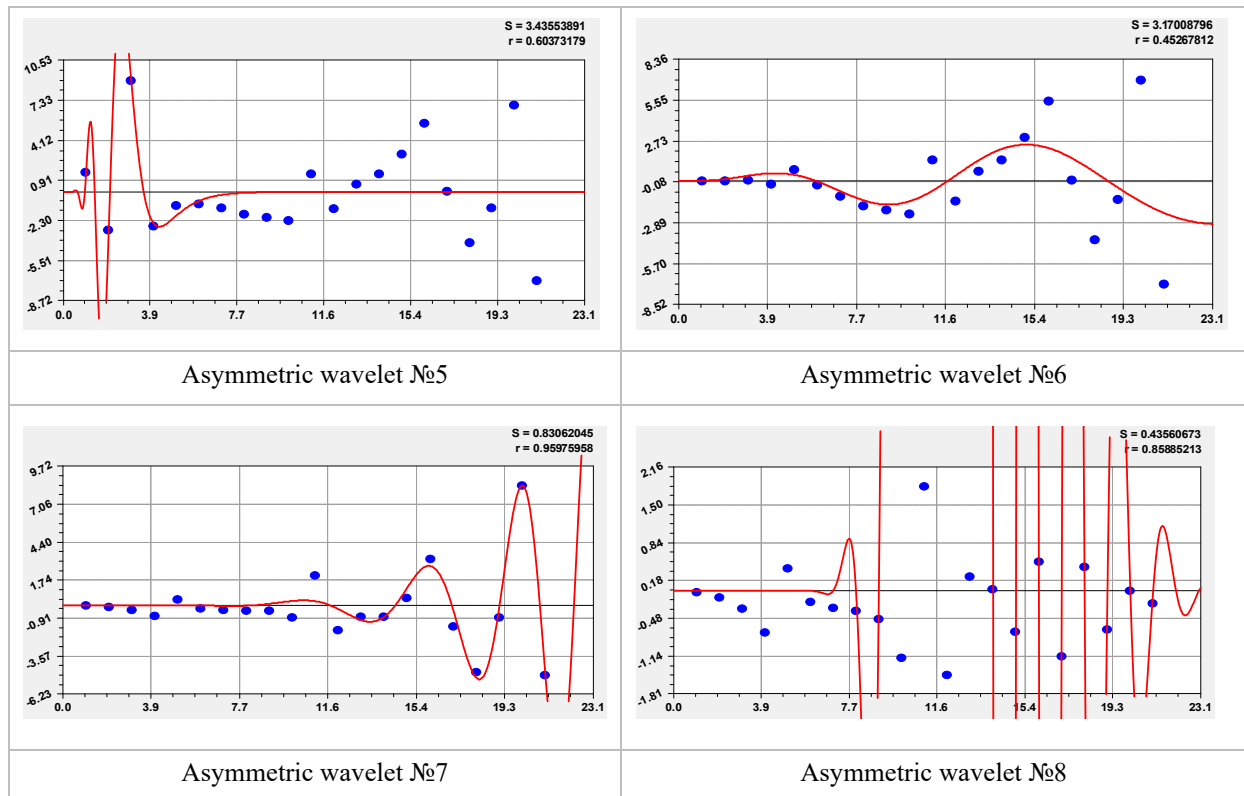 S = 3.43553891
r = 0.60373179
10.53
7.33
4.12
0.91
-2.30
-5.51
-8.72
0.0 3.9 7.7 11.6 15.4 19.3 23.1
S = 3.17008796
r = 0.45267812
8.36
5.55
2.73
-0.08
-2.89
-5.70
-8.52
0.0 3.9 7.7 11.6 15.4 19.3 23.1
Asymmetric wavelet №5
Asymmetric wavelet №6
S = 0.83062045
r = 0.95975958
9.72
7.06
4.40
1.74
-0.91
-3.57
-6.23
0.0 3.9 7.7 11.6 15.4 19.3 23.1
S = 0.43560673
r = 0.85885213
2.16
1.50
0.84
0.18
-0.48
-1.14
-1.81
0.0 3.9 7.7 11.6 15.4 19.3 23.1
Asymmetric wavelet №7
Asymmetric wavelet №8